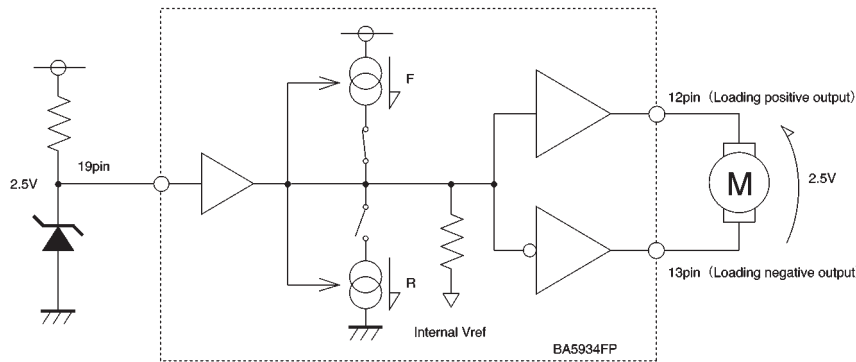 F
12pin (Loading positive output)
19pin
2.5V
M
2.5V
R
13pin (Loading negative output
Internal Vref
BA5934FP